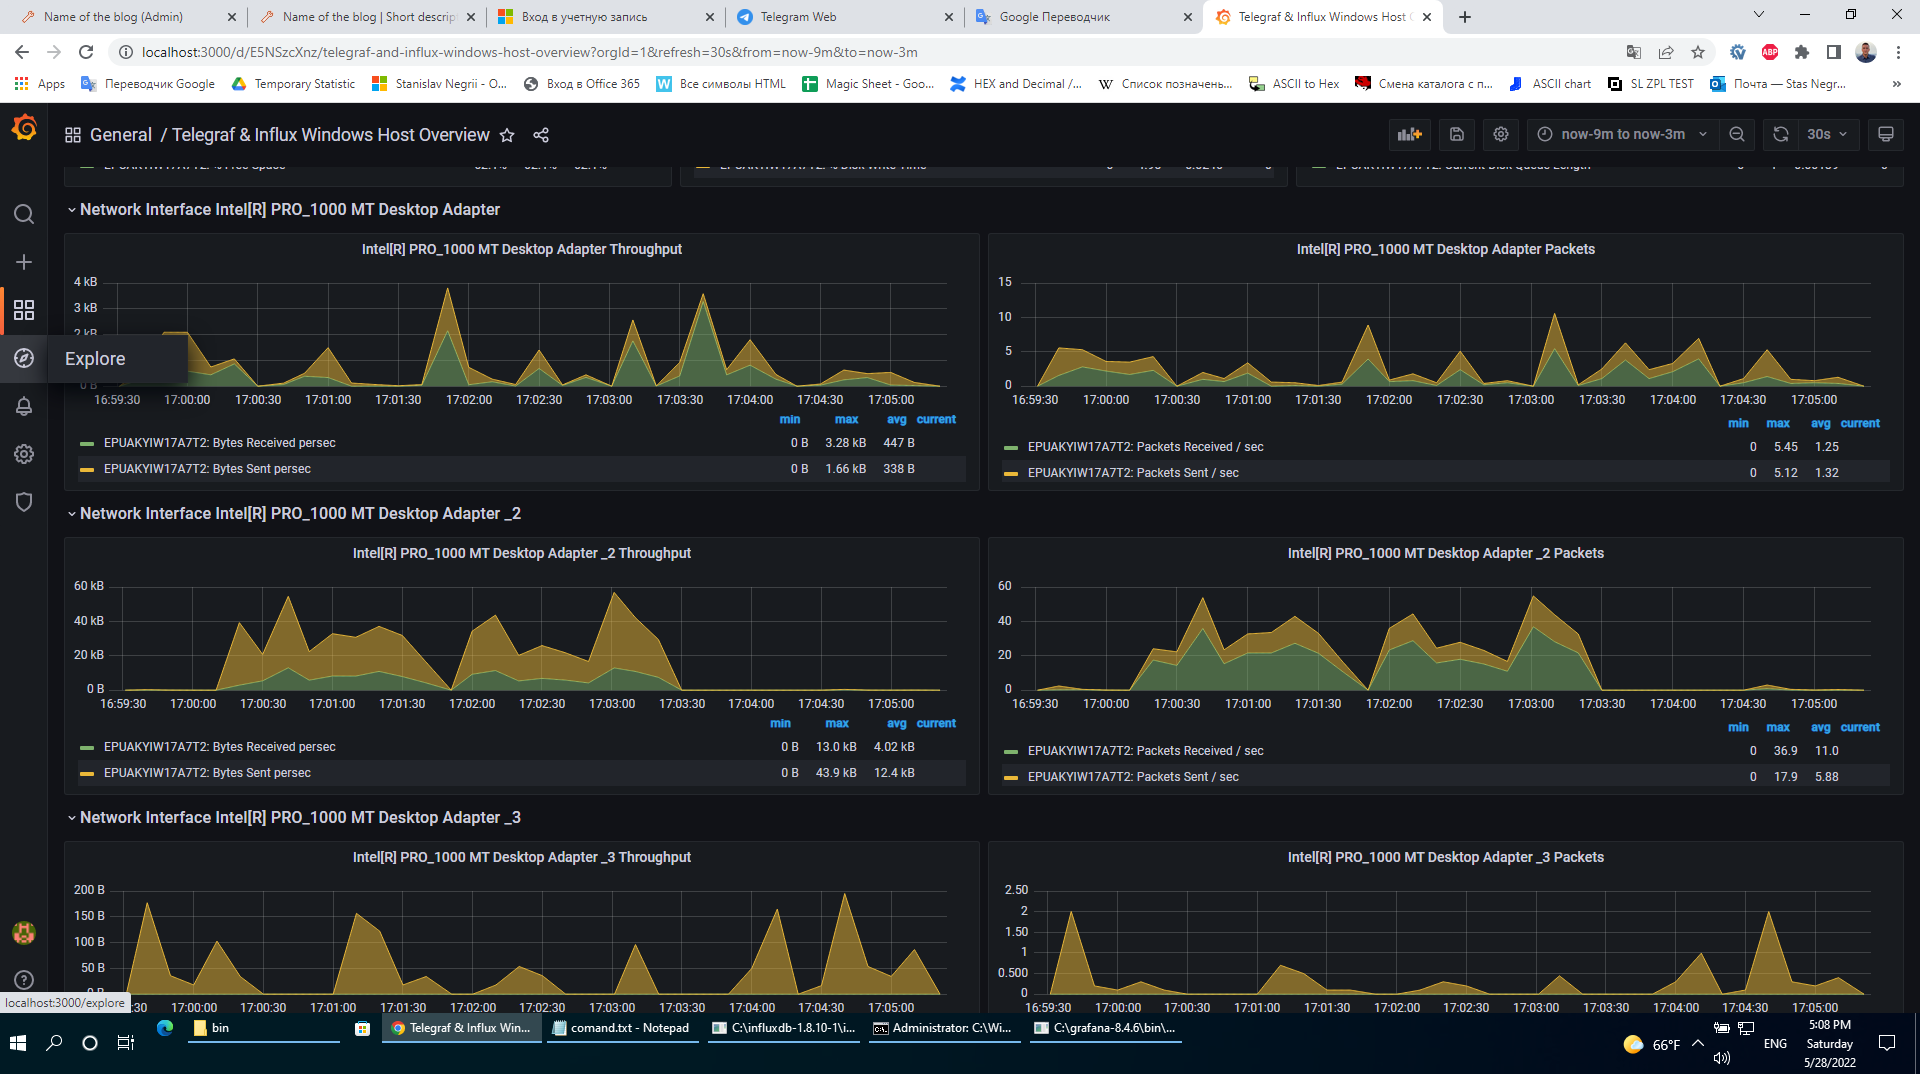 Name of the blog (Admin)
Name of the blog | Short descrip
Вход в учетную запись
Telegram Web
Google Переводчик
Telegraf & Influx Windows Host
localhost:3000/d/E5NSzcXnz/telegraf-and-influx-windows-host-overview?orgId=1&refresh=30s&from=now-9m&to=now-3m
Apps
Переводчик Google
Temporary Statistic
Stanislav Negrii - O...
Вход в Office 365
Все символы HTML
Magic Sheet - Goo...
HEX and Decimal /...
Список позначень...
ASCII to Hex
Смена каталога с п...
ASCII chart
SL ZPL TEST
Почта — Stas Negr...
»
General / Telegraf & Influx Windows Host Overview
now-9m to now-3m
30s
Network Interface Intel[R] PRO_1000 MT Desktop Adapter
Intel[R] PRO_1000 MT Desktop Adapter Throughput
4 kB
3 kB
2 kB
0 B
Explore
16:59:30 17:00:00 17:00:30 17:01:00 17:01:30 17:02:00 17:02:30 17:03:00 17:03:30 17:04:00 17:04:30 17:05:00
min max avg current
EPUAKYIW17A7T2: Bytes Received persec 0 B 3.28 kB 447 B
EPUAKYIW17A7T2: Bytes Sent persec 0 B 1.66 kB 338 B
Intel[R] PRO_1000 MT Desktop Adapter Packets
15
10
5
0
16:59:30 17:00:00 17:00:30 17:01:00 17:01:30 17:02:00 17:02:30 17:03:00 17:03:30 17:04:00 17:04:30 17:05:00
min max avg current
EPUAKYIW17A7T2: Packets Received / sec 0 5.45 1.25
EPUAKYIW17A7T2: Packets Sent / sec 0 5.12 1.32
Network Interface Intel[R] PRO_1000 MT Desktop Adapter _2
Intel[R] PRO_1000 MT Desktop Adapter _2 Throughput
60 kB
40 kB
20 kB
0 B
16:59:30 17:00:00 17:00:30 17:01:00 17:01:30 17:02:00 17:02:30 17:03:00 17:03:30 17:04:00 17:04:30 17:05:00
min max avg current
EPUAKYIW17A7T2: Bytes Received persec 0 B 13.0 kB 4.02 kB
EPUAKYIW17A7T2: Bytes Sent persec 0 B 43.9 kB 12.4 kB
Intel[R] PRO_1000 MT Desktop Adapter _2 Packets
60
40
20
0
16:59:30 17:00:00 17:00:30 17:01:00 17:01:30 17:02:00 17:02:30 17:03:00 17:03:30 17:04:00 17:04:30 17:05:00
min max avg current
EPUAKYIW17A7T2: Packets Received / sec 0 36.9 11.0
EPUAKYIW17A7T2: Packets Sent / sec 0 17.9 5.88
Network Interface Intel[R] PRO_1000 MT Desktop Adapter _3
Intel[R] PRO_1000 MT Desktop Adapter _3 Throughput
200 B
150 B
100 B
50 B
:30 17:00:00 17:00:30 17:01:00 17:01:30 17:02:00 17:02:30 17:03:00 17:03:30 17:04:00 17:04:30 17:05:00
Intel[R] PRO_1000 MT Desktop Adapter _3 Packets
2.50
2
1.50
1
0.500
0
16:59:30 17:00:00 17:00:30 17:01:00 17:01:30 17:02:00 17:02:30 17:03:00 17:03:30 17:04:00 17:04:30 17:05:00
localhost:3000/explore
bin
Telegraf & Influx Win...
comand.txt - Notepad
C:\influxdb-1.8.10-1\i...
Administrator: C:\Wi...
C:\grafana-8.4.6\bin\...
66°F
ENG
5:08 PM
Saturday
5/28/2022